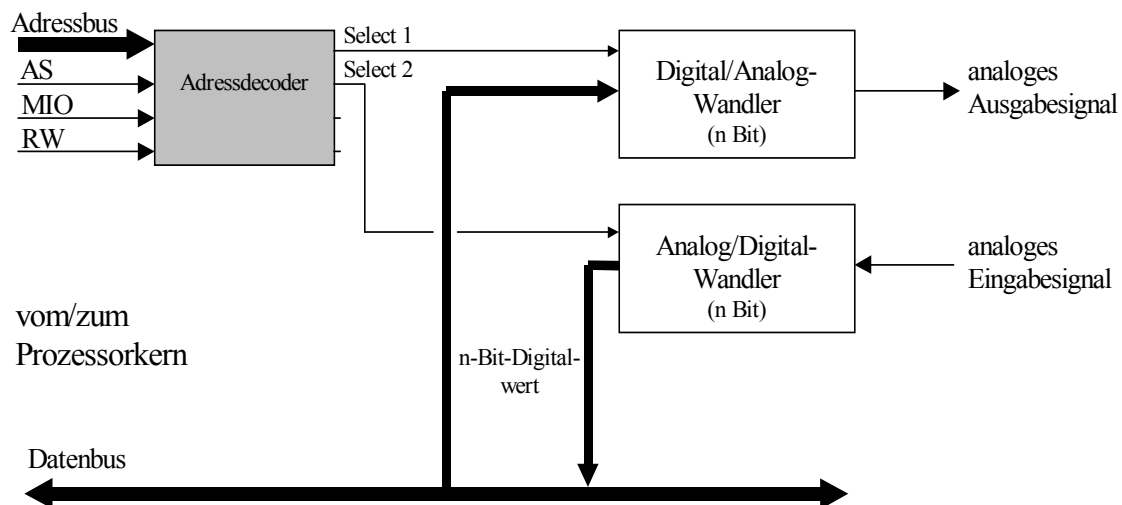 Adressbus
AS
MIO
RW
Adressdecoder
Select 1
Select 2
Digital/Analog-
Wandler
(n Bit)
analoges
Ausgabesignal
Analog/Digital-
Wandler
(n Bit)
analoges
Eingabesignal
vom/zum
Prozessorkern
n-Bit-Digital-
wert
Datenbus